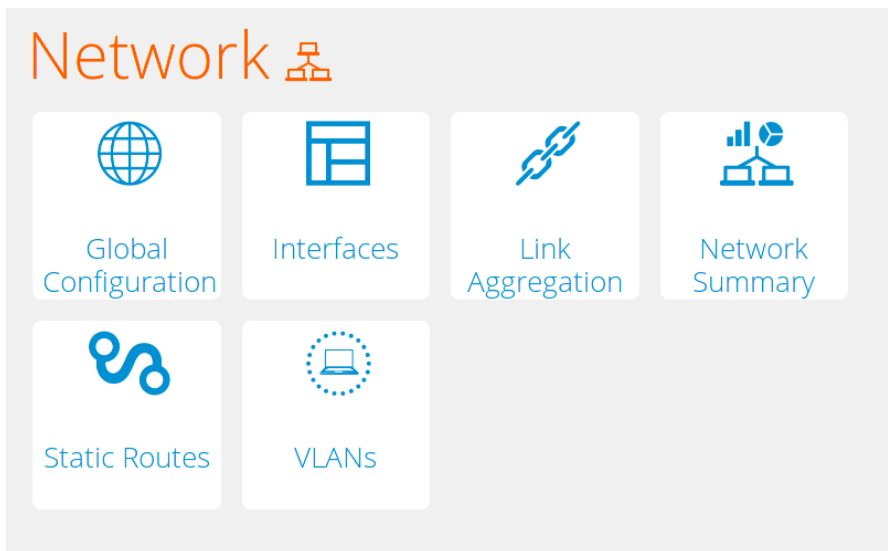 Network
Global
Configuration
Interfaces
Link
Aggregation
Network
Summary
Static Routes
VLANs